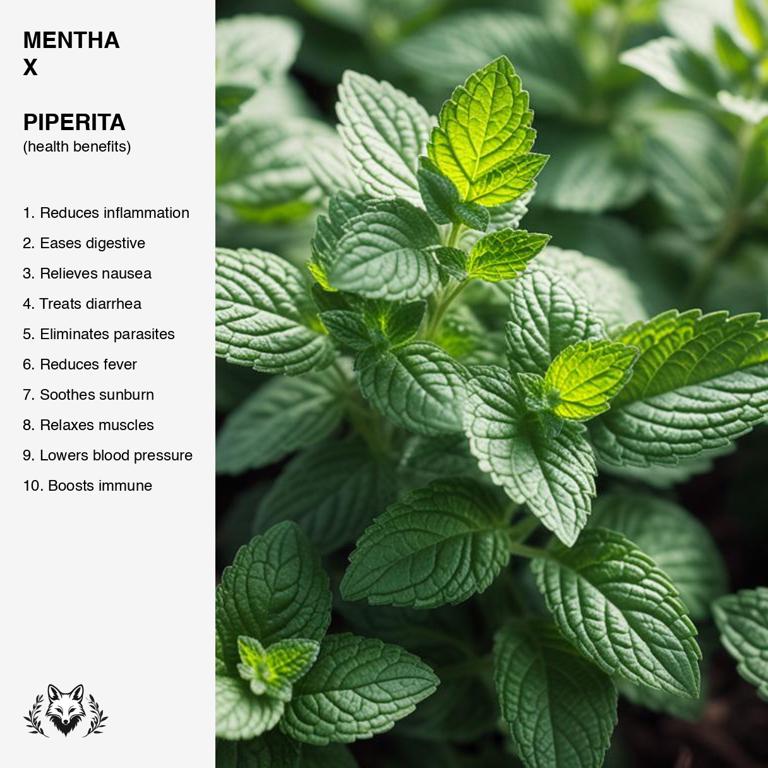 MENTHA
X
PIPERITA
(health benefits)
1. Reduces inflammation
2. Eases digestive
3. Relieves nausea
4. Treats diarrhea
5. Eliminates parasites
6. Reduces fever
7. Soothes sunburn
8. Relaxes muscles
9. Lowers blood pressure
10. Boosts immune